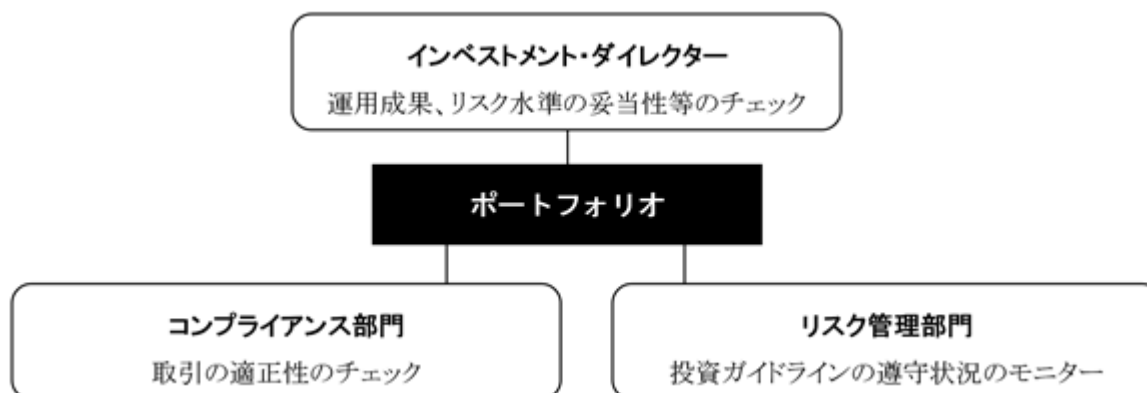 インベストメント・ダイレクター
運用成果、リスク水準の妥当性等のチェック
ポートフォリオ
コンプライアンス部門
取引の適正性のチェック
リスク管理部門
投資ガイドラインの遵守状況のモニター